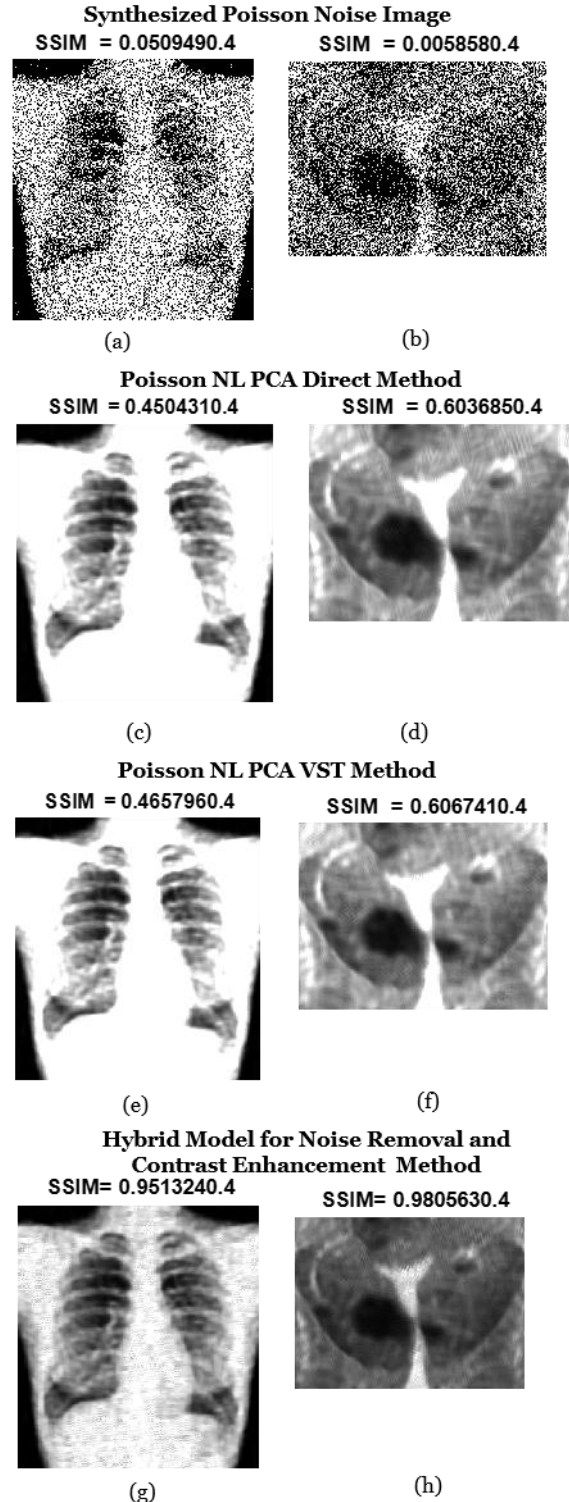 Synthesized Poisson Noise Image
SSIM = 0.0509490.4
SSIM = 0.0058580.4
(a)
(b)
Poisson NL PCA Direct Method
SSIM = 0.4504310.4
SSIM = 0.6036850.4
(c)
(d)
Poisson NL PCA VST Method
SSIM = 0.4657960.4
SSIM = 0.6067410.4
(e)
(f)
Hybrid Model for Noise Removal and
Contrast Enhancement Method
SSIM= 0.9513240.4
SSIM= 0.9805630.4
(g)
(h)